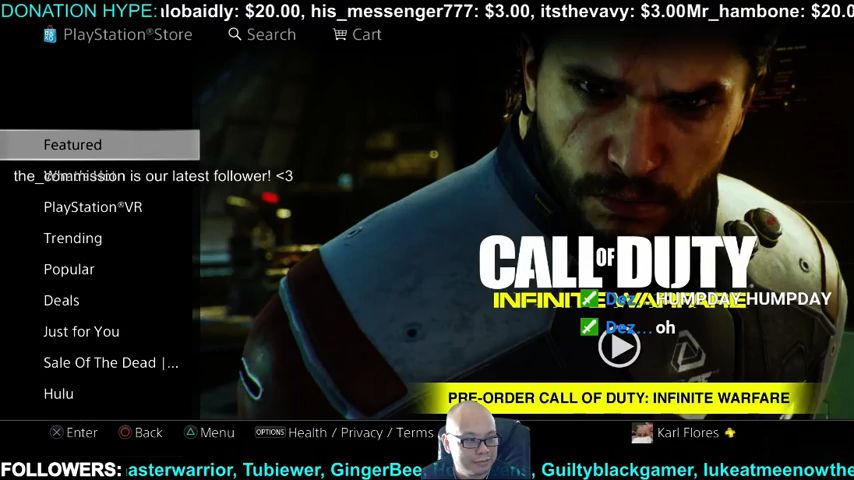 DONATION HYPE: alobaidly: $20.00, his_messenger777: $3.00, itsthevavy: $3.00Mr_hambone: $20.0
PlayStation®Store
Search
Cart
Featured
the_commission is our latest follower! <3
PlayStation®VR
Trending
Popular
Deals
Just for You
Sale Of The Dead |...
Hulu
CALL OF DUTY
INFINITE WARFARE
Dez... HUMPDAY HUMPDAY
Dez... oh
PRE-ORDER CALL OF DUTY: INFINITE WARFARE
Enter
Back
Menu
OPTIONS Health / Privacy / Terms
Karl Flores
FOLLOWERS: asterwarrior, Tubiewer, GingerBee, Guiltyblackgamer, lukeatmeenowthe